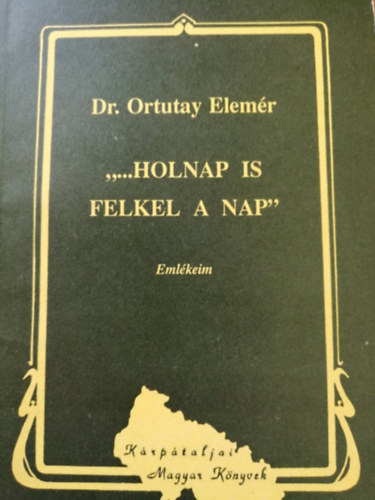 Dr. Ortutay Elemér
„...HOLNAP IS
FELKEL A NAP”
Emlékeim
Kárpátaljai
Magyar Könyvek